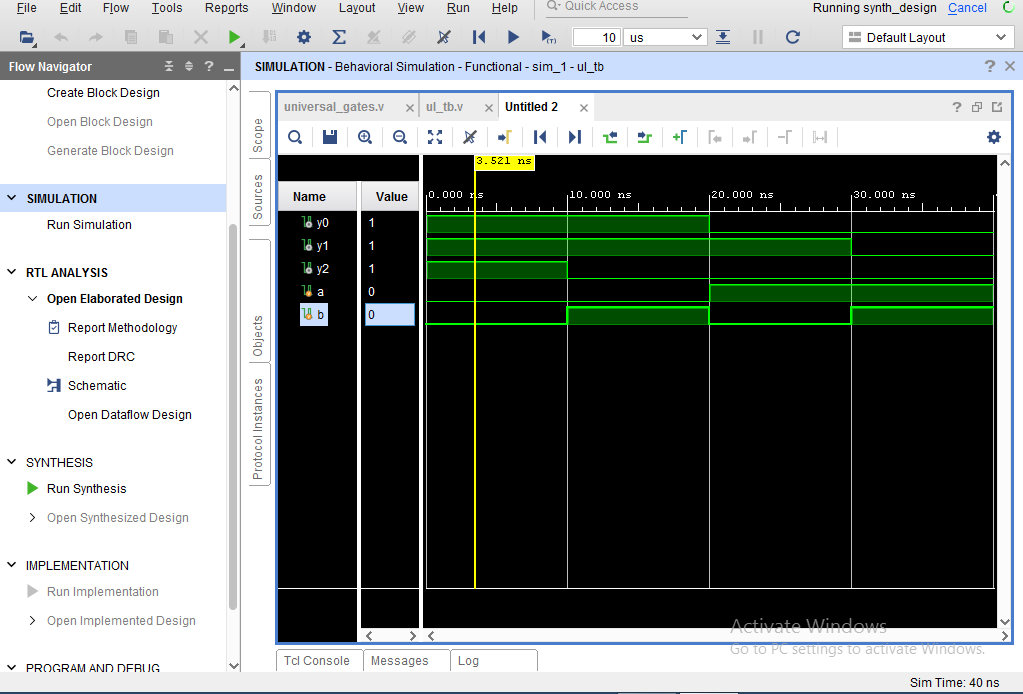 File Edit Flow Tools Reports Window Layout View Run Help Quick Access Running synth_design Cancel
10 us Default Layout
Flow Navigator ? _
SIMULATION - Behavioral Simulation - Functional - sim_1 - ul_tb ? ×
Create Block Design
Open Block Design
Generate Block Design
SIMULATION
Run Simulation
RTL ANALYSIS
Open Elaborated Design
Report Methodology
Report DRC
Schematic
Open Dataflow Design
SYNTHESIS
Run Synthesis
Open Synthesized Design
IMPLEMENTATION
Run Implementation
Open Implemented Design
PROGRAM AND DEBUG
Scope
Sources
Objects
Protocol Instances
universal_gates.v × ul_tb.v × Untitled 2 × ?
3.521 ns
Name Value 0.000 ns 10.000 ns 20.000 ns 30.000 ns
y0 1
y1 1
y2 1
a 0
b 0
Activate Windows
Go to PC settings to activate Windows.
Tcl Console Messages Log
Sim Time: 40 ns